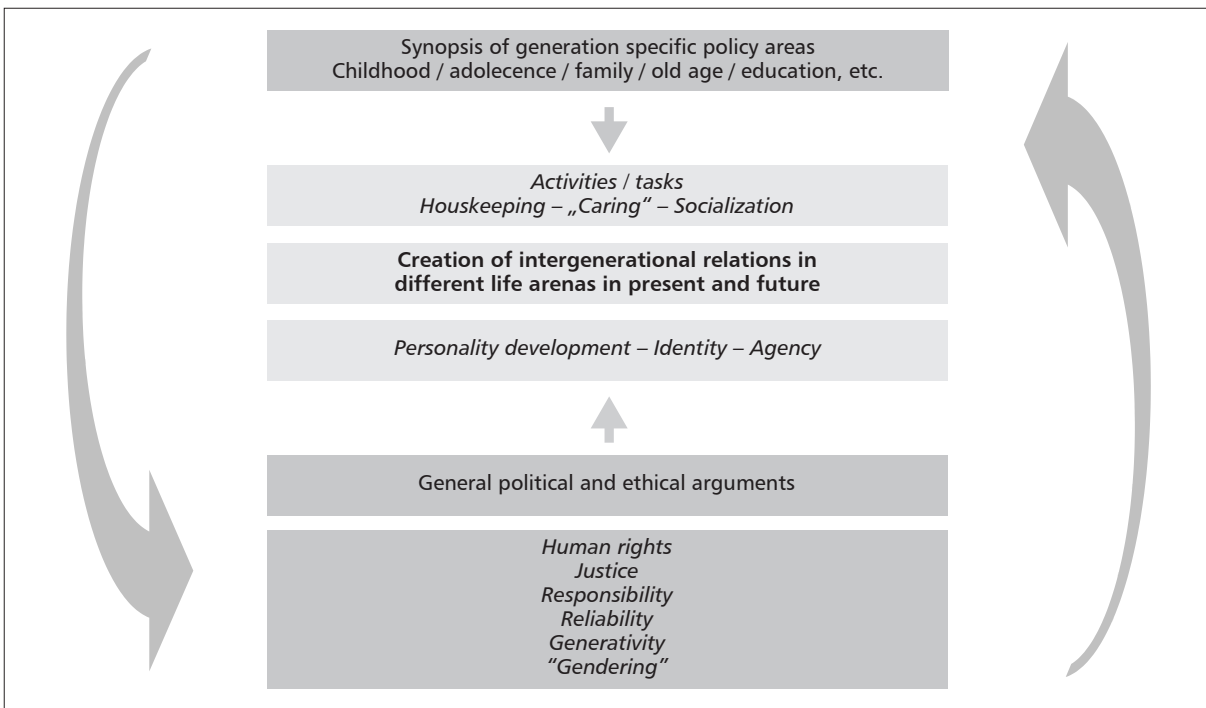 Synopsis of generation specific policy areas
Childhood / adolecence / family / old age / education, etc.
Activities / tasks
Houskeeping – „Caring“ – Socialization
Creation of intergenerational relations in
different life arenas in present and future
Personality development – Identity – Agency
General political and ethical arguments
Human rights
Justice
Responsibility
Reliability
Generativity
“Gendering”